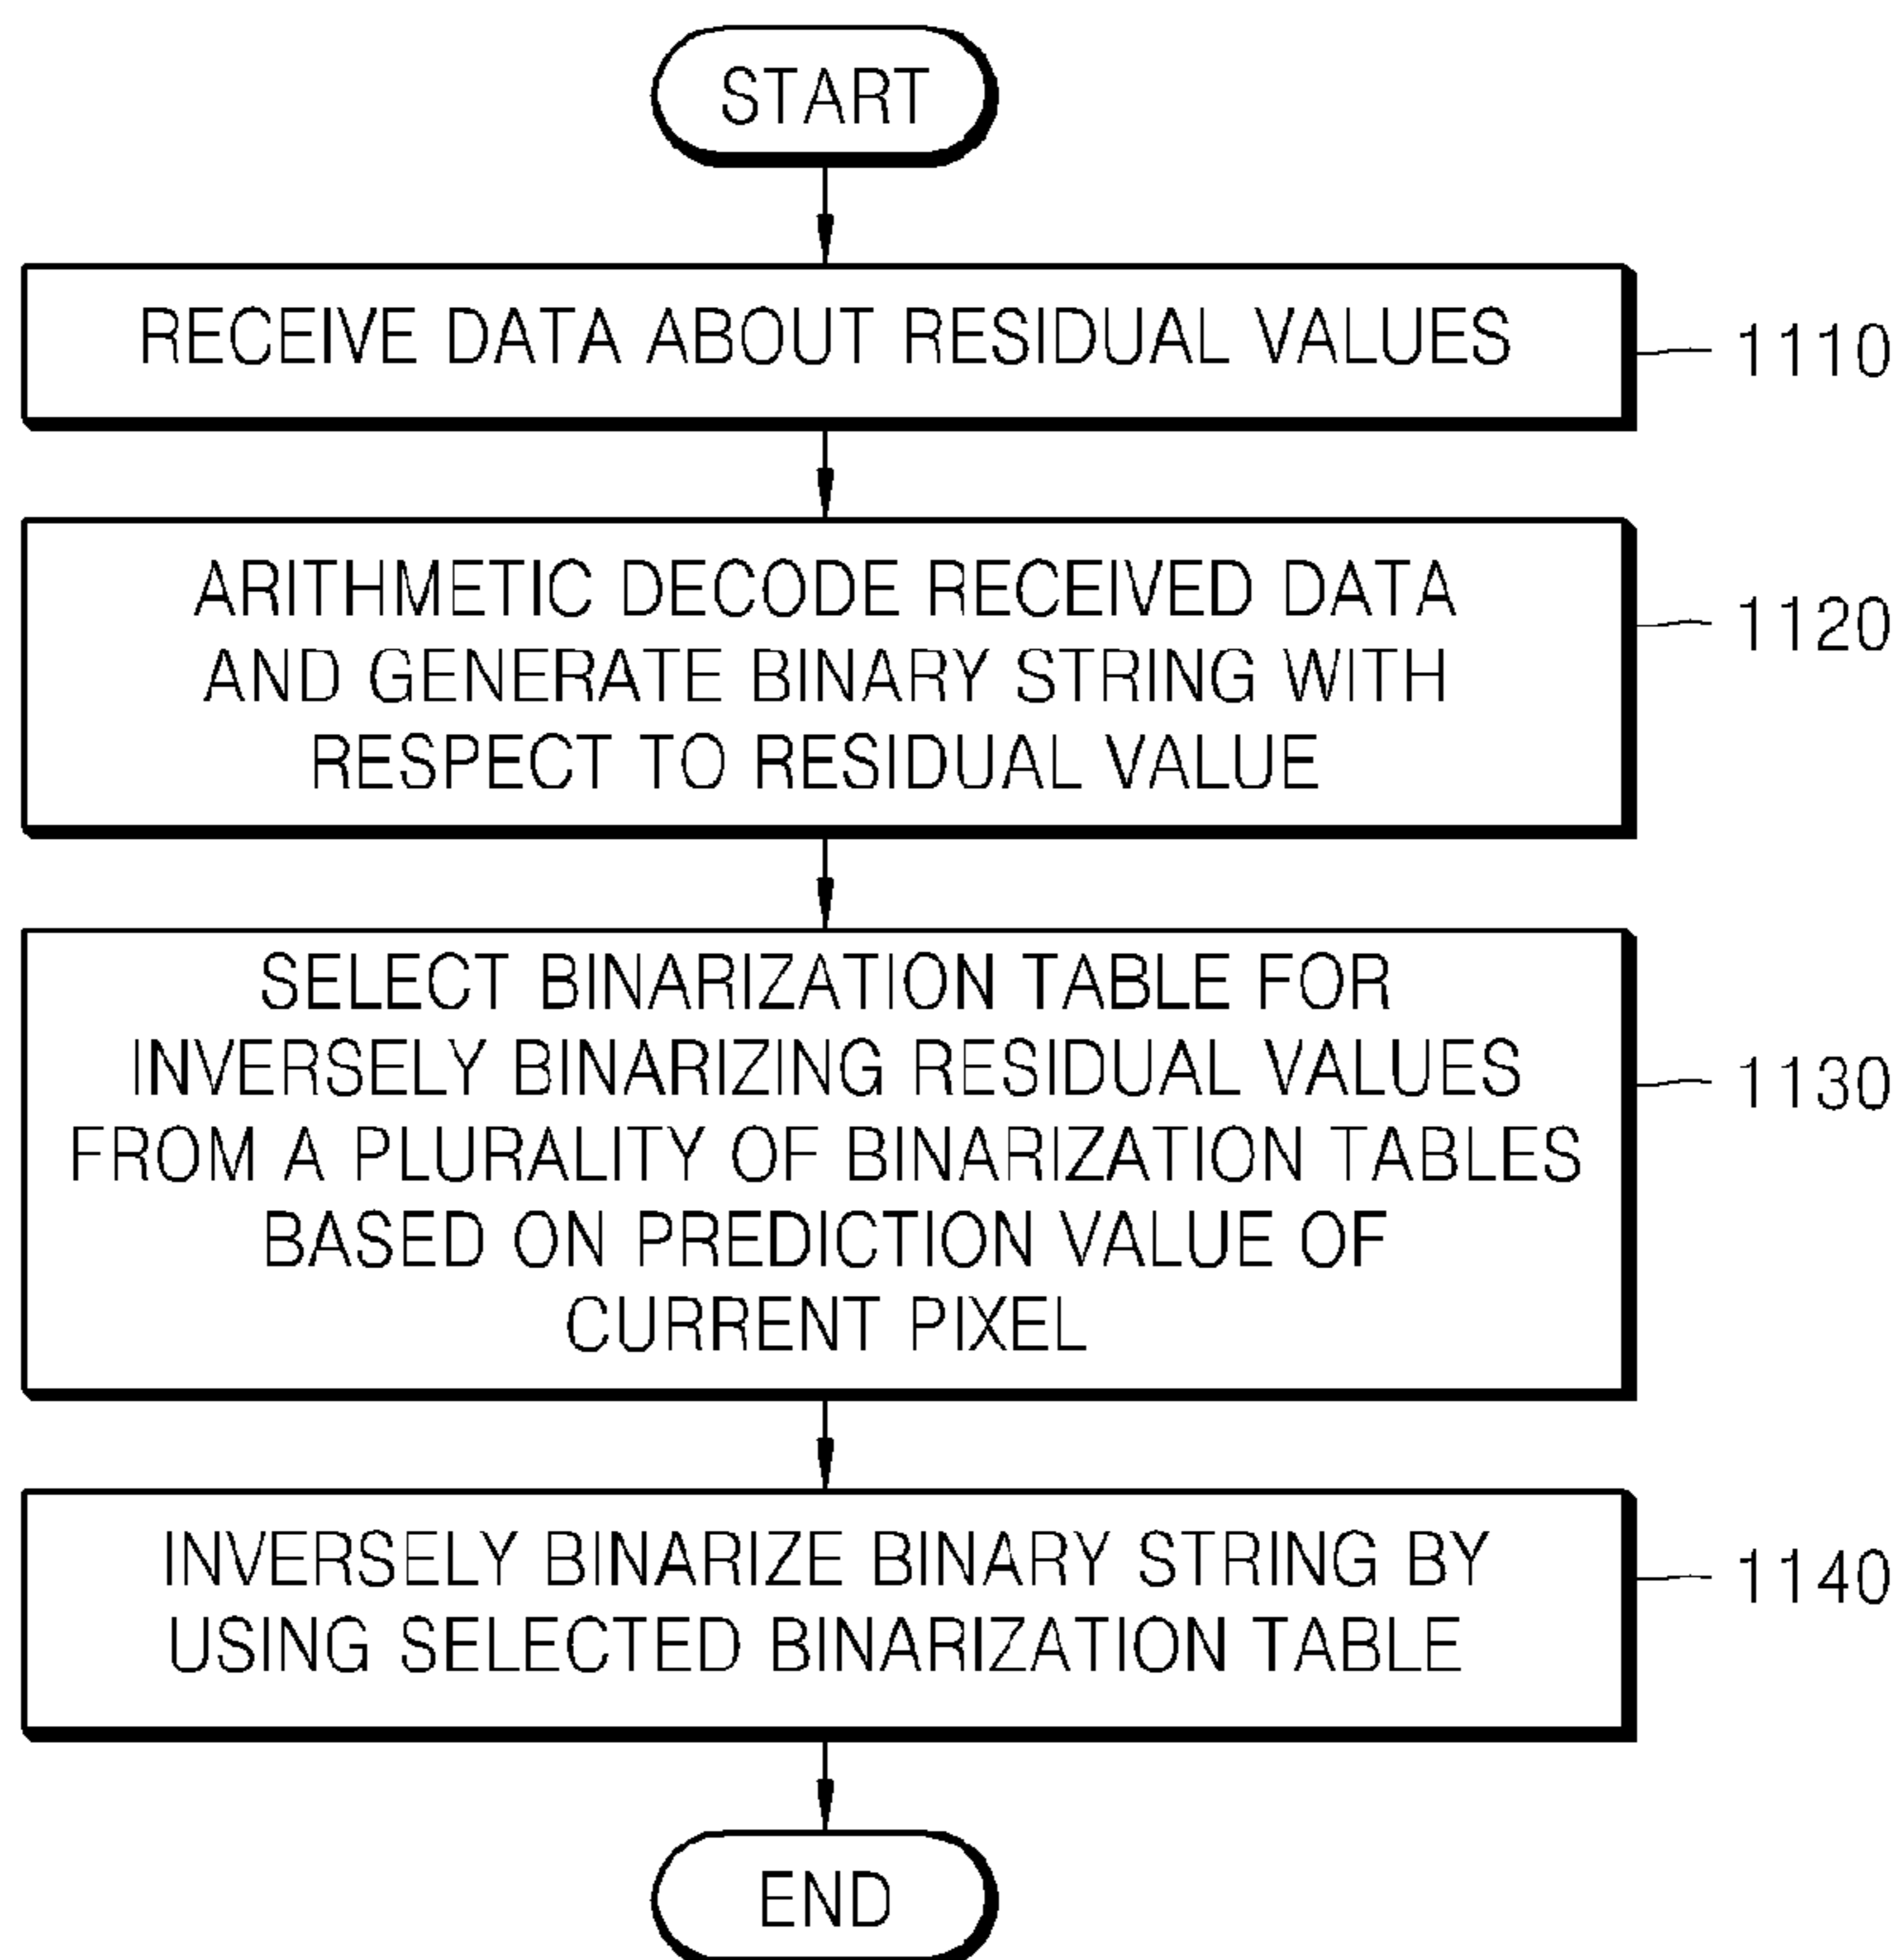 START
RECEIVE DATA ABOUT RESIDUAL VALUES
1110
ARITHMETIC DECODE RECEIVED DATA
AND GENERATE BINARY STRING WITH
RESPECT TO RESIDUAL VALUE
1120
SELECT BINARIZATION TABLE FOR
INVERSELY BINARIZING RESIDUAL VALUES
FROM A PLURALITY OF BINARIZATION TABLES
BASED ON PREDICTION VALUE OF
CURRENT PIXEL
1130
INVERSELY BINARIZE BINARY STRING BY
USING SELECTED BINARIZATION TABLE
1140
END